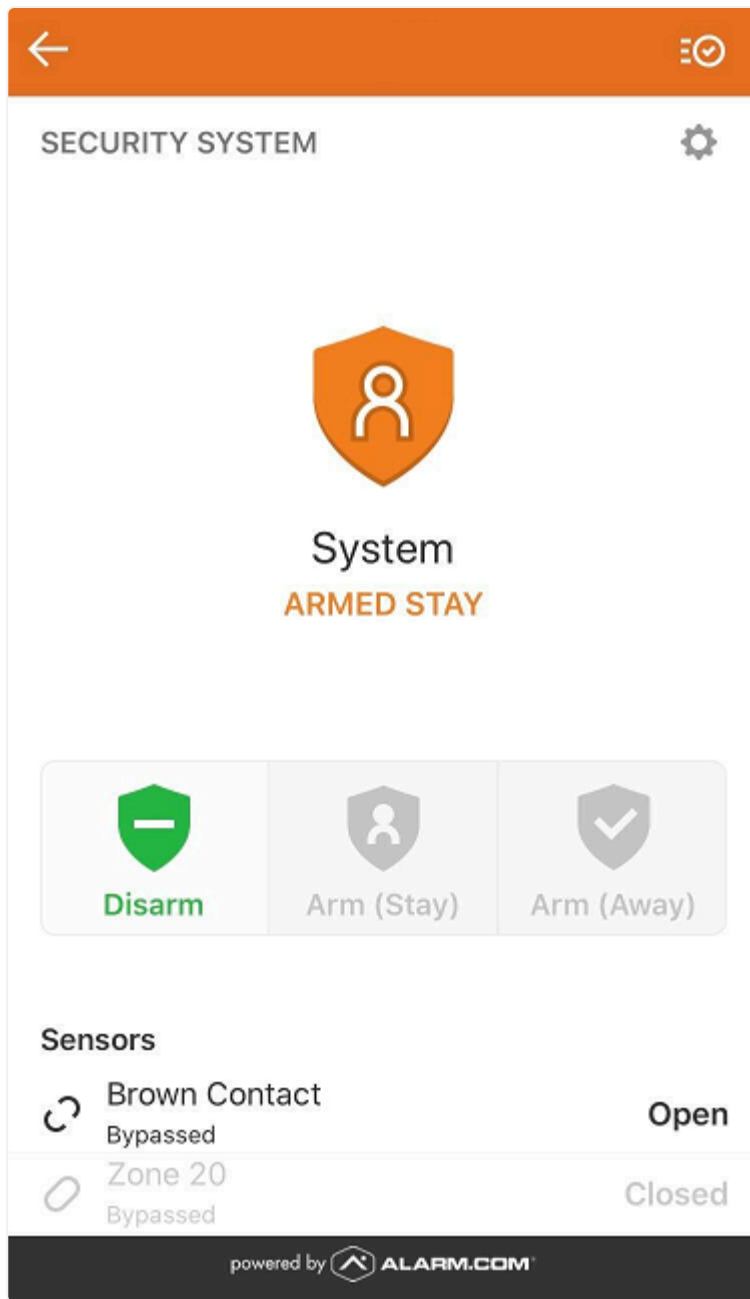 SECURITY SYSTEM
System
ARMED STAY
Disarm
Arm (Stay)
Arm (Away)
Sensors
Brown Contact
Bypassed
Open
Zone 20
Bypassed
Closed
powered by ALARM.COM